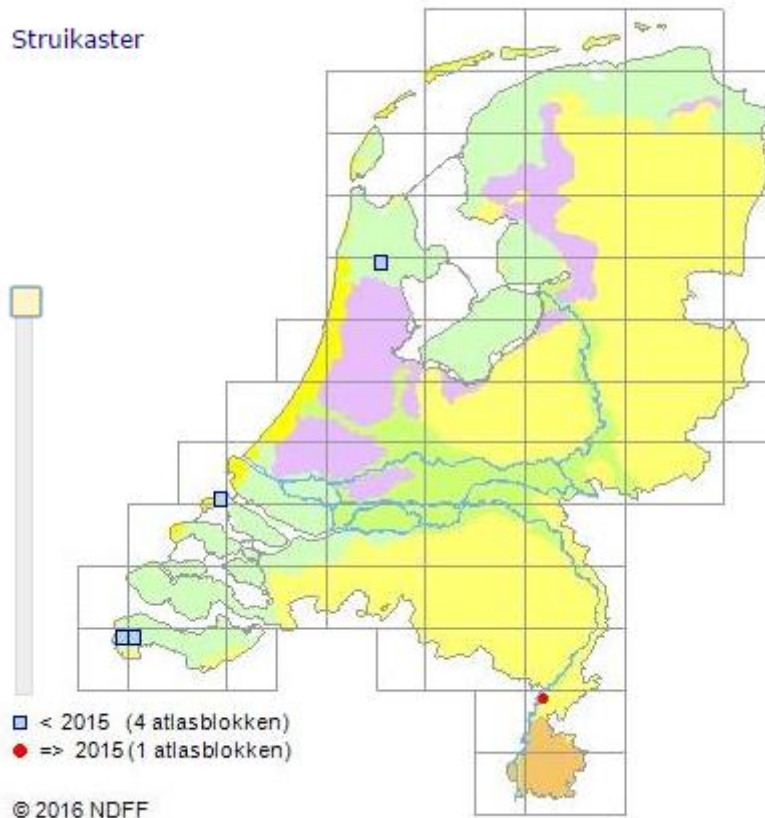 Struikaster
< 2015 (4 atlasblokken)
=> 2015 (1 atlasblokken)
© 2016 NDFF